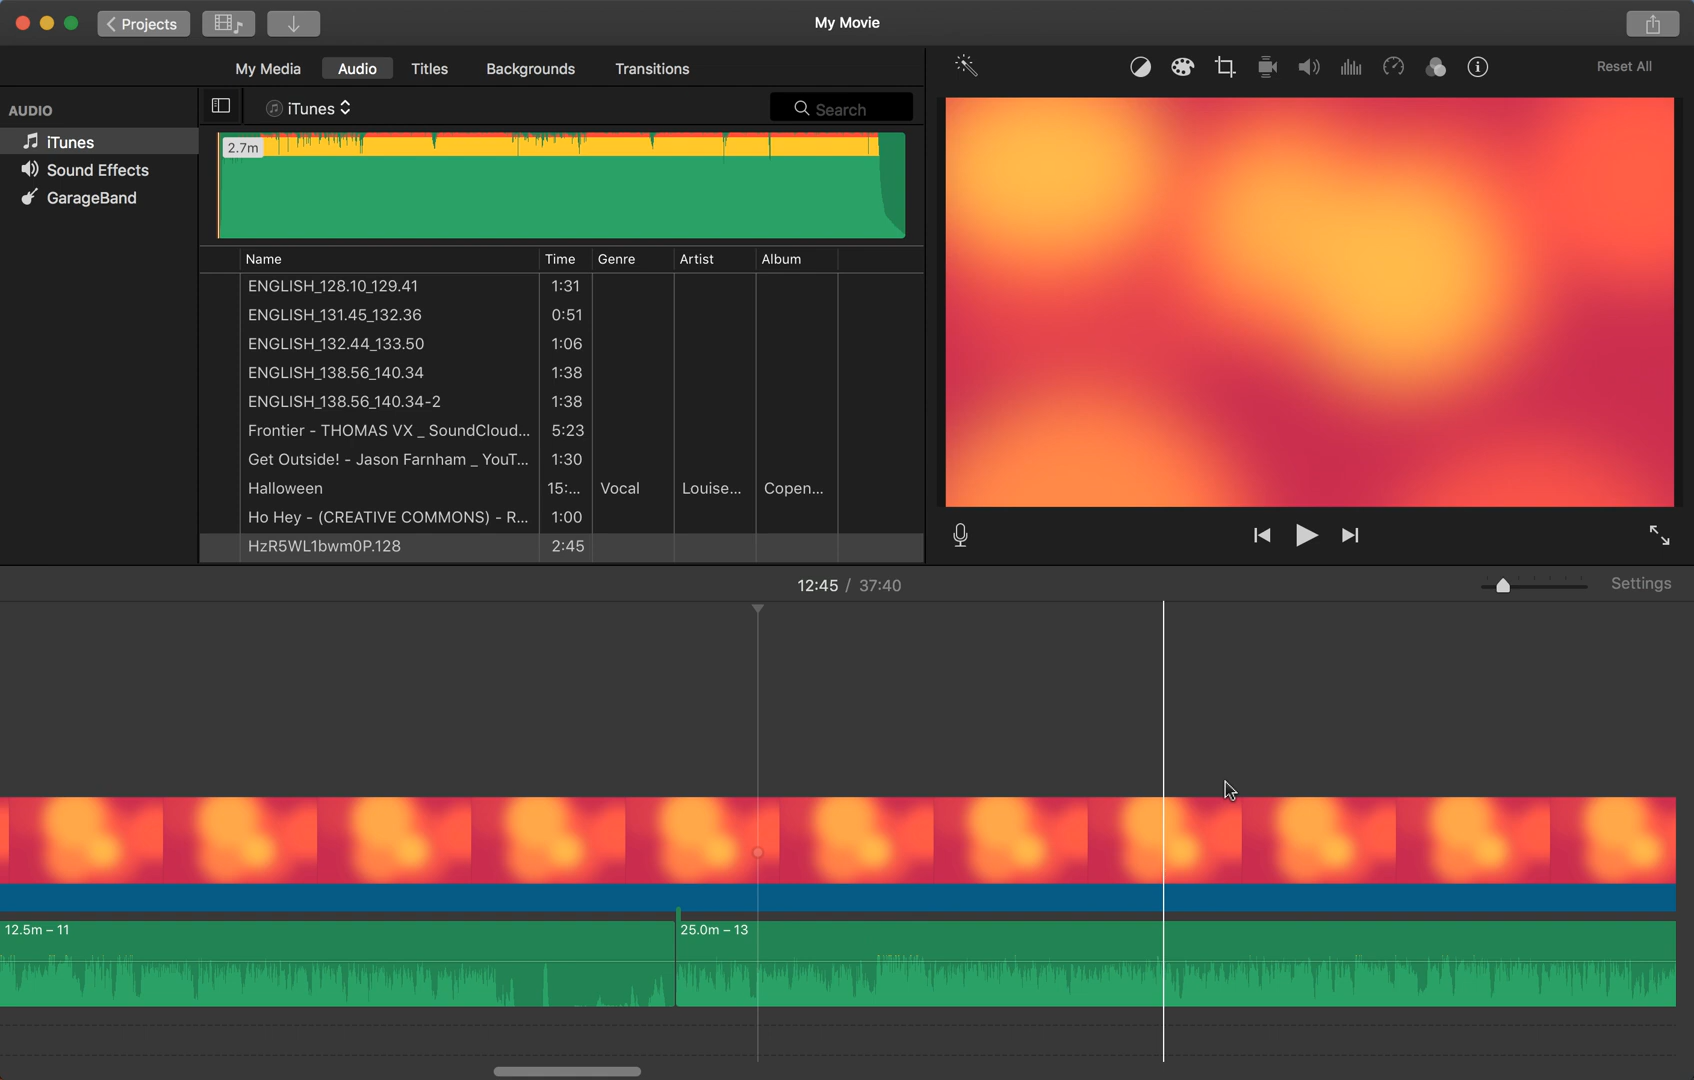 Projects
My Movie
My Media Audio Titles Backgrounds Transitions
Reset All
AUDIO
iTunes
Sound Effects
GarageBand
iTunes
Search
2.7m
Name Time Genre Artist Album
ENGLISH_128.10_129.41 1:31
ENGLISH_131.45_132.36 0:51
ENGLISH_132.44_133.50 1:06
ENGLISH_138.56_140.34 1:38
ENGLISH_138.56_140.34-2 1:38
Frontier - THOMAS VX _ SoundCloud... 5:23
Get Outside! - Jason Farnham _ YouT... 1:30
Halloween 15:... Vocal Louise... Copen...
Ho Hey - (CREATIVE COMMONS) - R... 1:00
HzR5WL1bwm0P.128 2:45
12:45 / 37:40
Settings
12.5m – 11
25.0m – 13